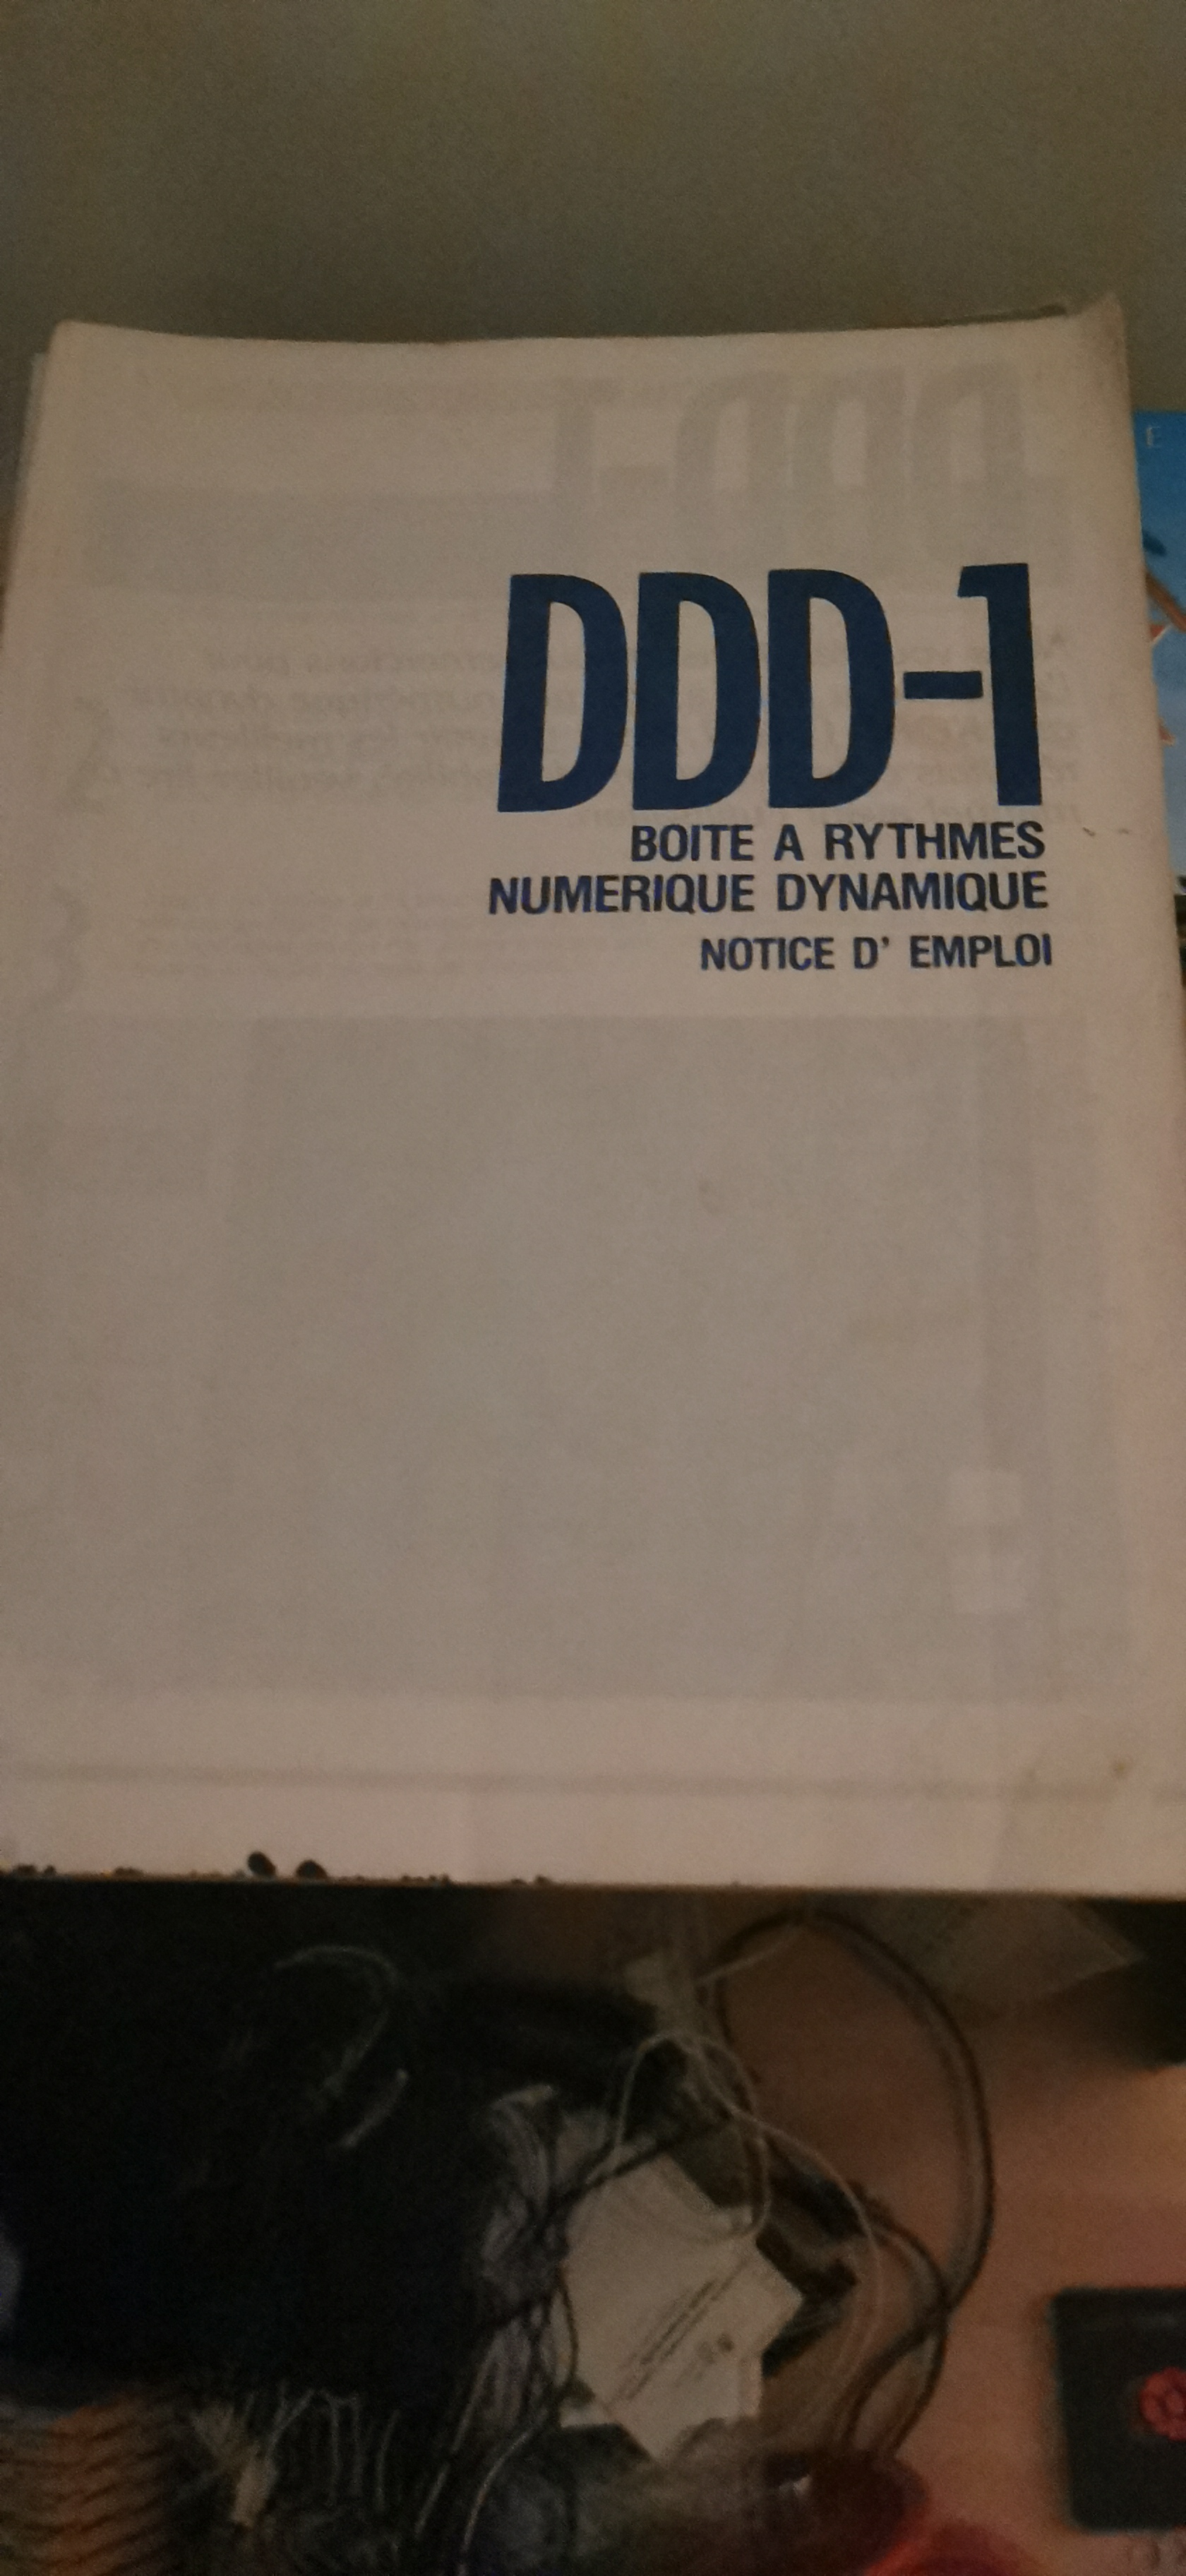 DDD-1
BOITE A RYTHMES
NUMERIQUE DYNAMIQUE
NOTICE D' EMPLOI
E